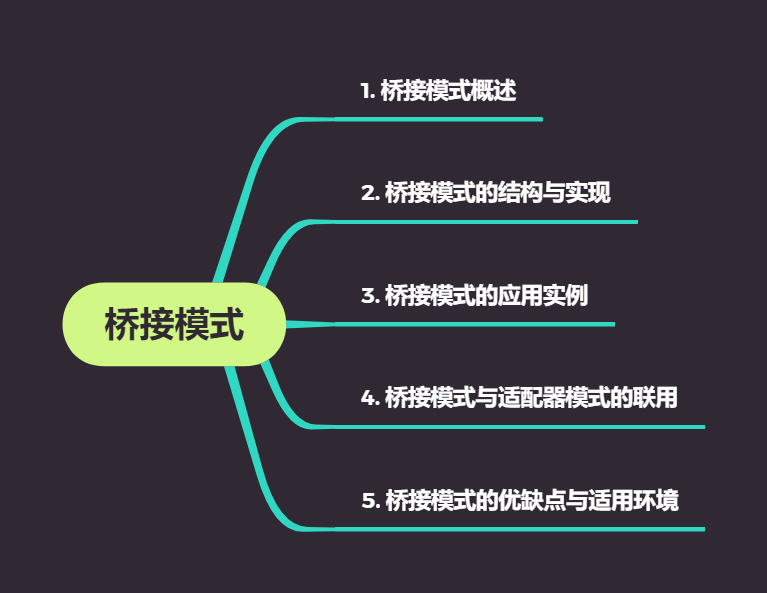 1. 桥接模式概述
2. 桥接模式的结构与实现
3. 桥接模式的应用实例
桥接模式
4. 桥接模式与适配器模式的联用
5. 桥接模式的优缺点与适用环境